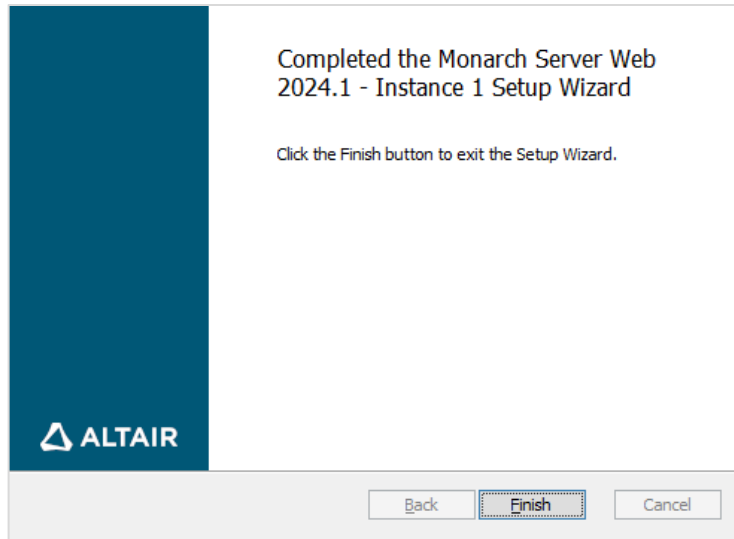 Completed the Monarch Server Web
2024.1 - Instance 1 Setup Wizard
Click the Finish button to exit the Setup Wizard.
ALTAIR
Back
Finish
Cancel